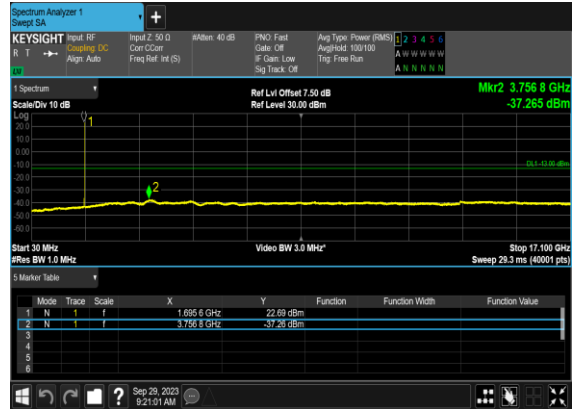 Spectrum Analyzer 1
Swept SA
KEYSIGHT Input: RF Input Z: 50 Ω #Atten: 40 dB PNO: Fast Avg Type: Power (RMS) 1 2 3 4 5 6
R T Coupling: DC Corr CCorr Gate: Off Avg|Hold: 100/100 A W W W W W
Align: Auto Freq Ref: Int (S) IF Gain: Low Trig: Free Run
Sig Track: Off A N N N N N
1 Spectrum Ref Lvl Offset 7.50 dB Mkr2 3.756 8 GHz
Scale/Div 10 dB Ref Level 30.00 dBm -37.265 dBm
Log
1
20.0
10.0
0.00
-10.0
DL1 -13.00 dBm
-20.0
-30.0
2
-40.0
-50.0
-60.0
Start 30 MHz Video BW 3.0 MHz* Stop 17.100 GHz
#Res BW 1.0 MHz Sweep 29.3 ms (40001 pts)
5 Marker Table
Mode Trace Scale X Y Function Function Width Function Value
1 N 1 f 1.695 6 GHz 22.69 dBm
2 N 1 f 3.756 8 GHz -37.26 dBm
3
4
5
6
Sep 29, 2023
9:21:01 AM